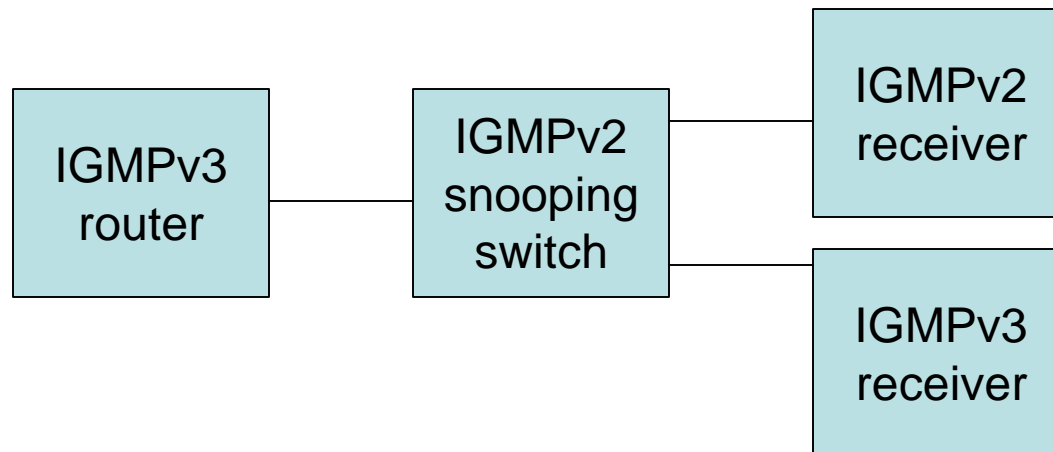 IGMPv3
router
IGMPv2
snooping
switch
IGMPv2
receiver
IGMPv3
receiver